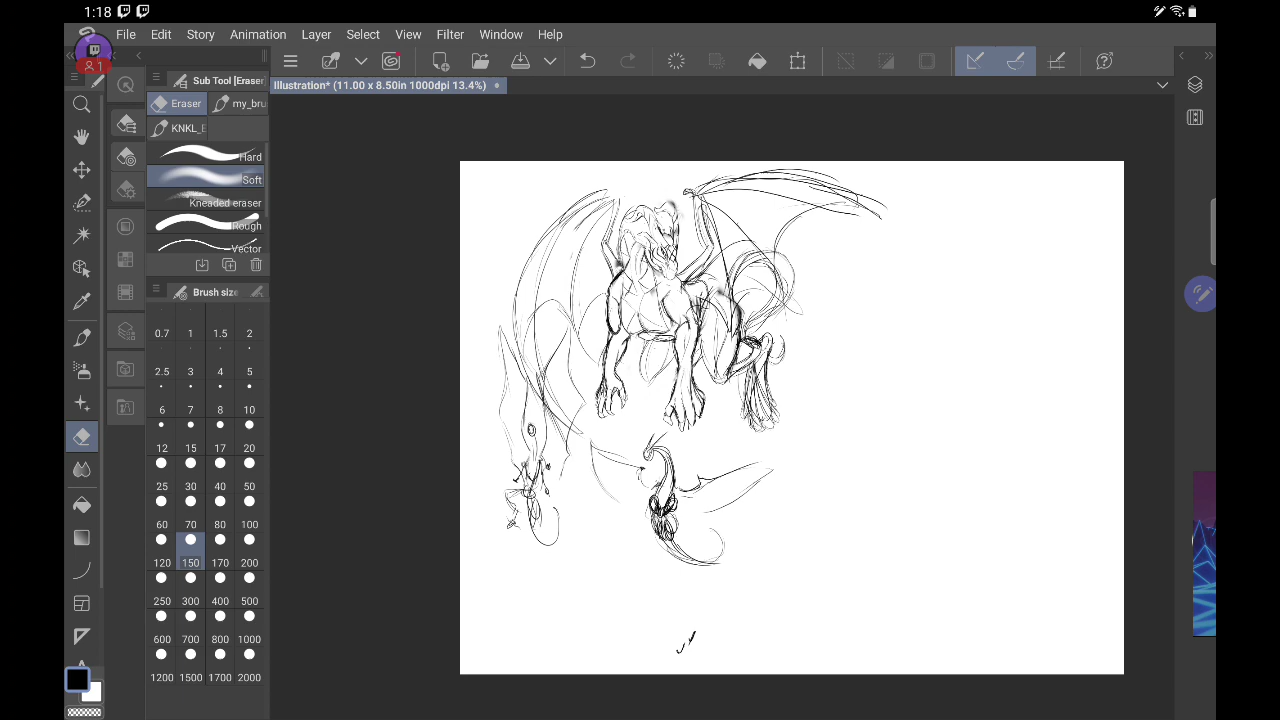 1:18
File Edit Story Animation Layer Select View Filter Window Help
1
Sub Tool [Eraser]
Illustration* (11.00 x 8.50in 1000dpi 13.4%)
Eraser my_bru
KNKL_E
Hard
Soft
Kneaded eraser
Rough
Vector
Brush size
0.7 1 1.5 2
2.5 3 4 5
6 7 8 10
12 15 17 20
25 30 40 50
60 70 80 100
120 150 170 200
250 300 400 500
600 700 800 1000
1200 1500 1700 2000